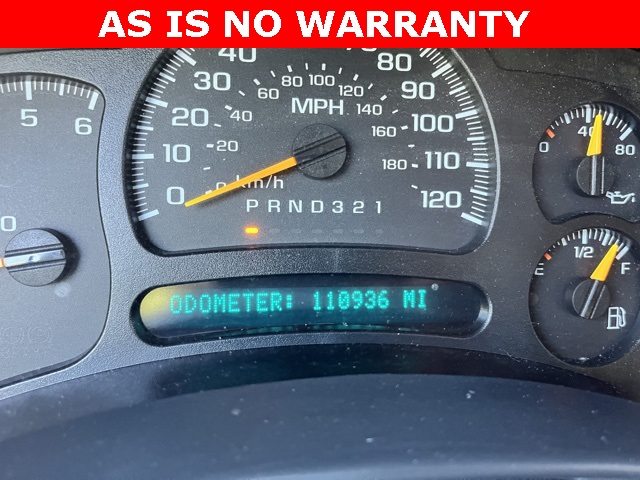 AS IS NO WARRANTY
40 70 80
30 80 100 120 90
60 140
5 6 20 40 MPH 160 100
10 20 180 110
0 km/h 120
PRND321
ODOMETER: 110936 MI
0 40 80
E 1/2 F